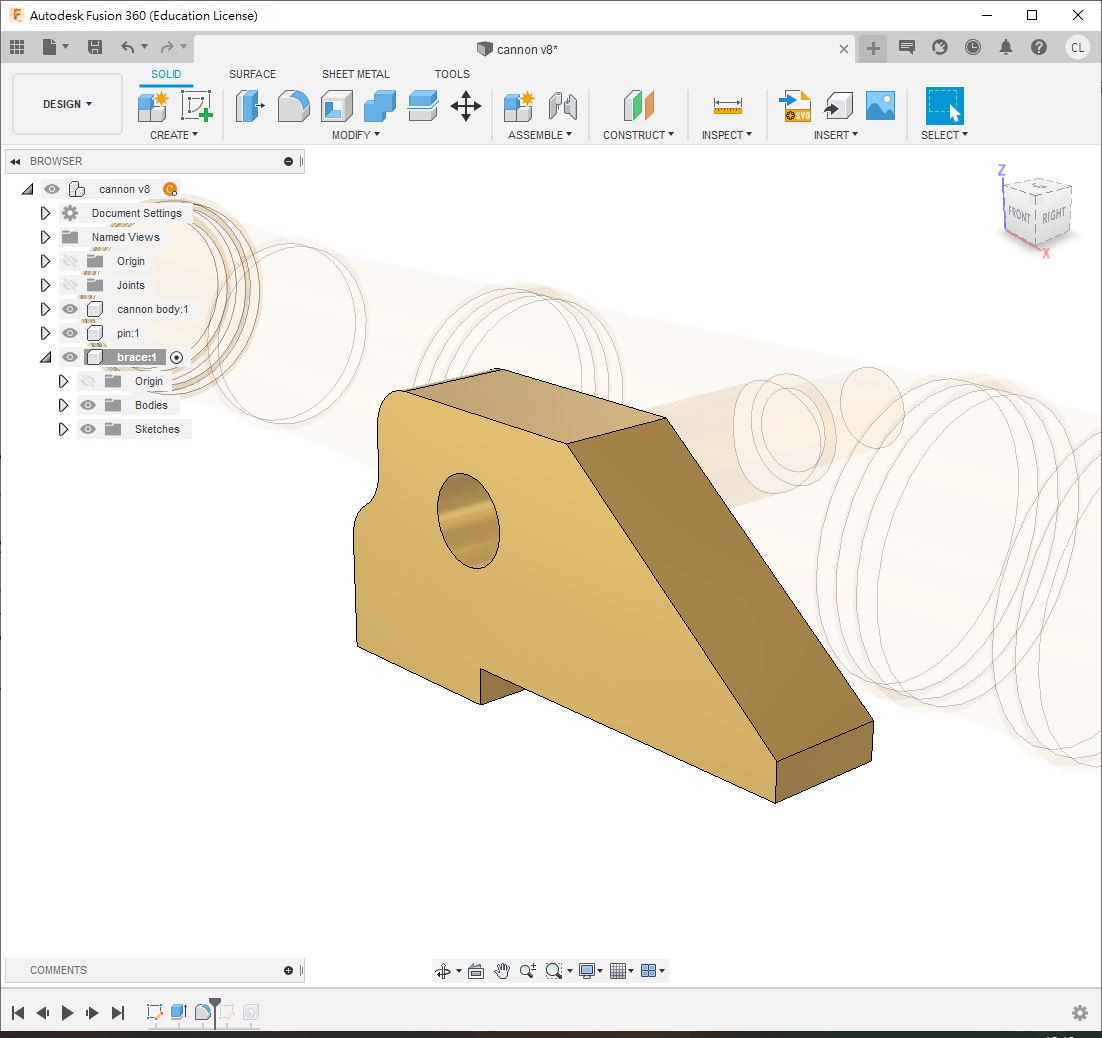 Autodesk Fusion 360 (Education License)
cannon v8*
CL
SOLID SURFACE SHEET METAL TOOLS
DESIGN
SVG
CREATE MODIFY ASSEMBLE CONSTRUCT INSPECT INSERT SELECT
BROWSER
cannon v8
Document Settings
Named Views
Origin
Joints
cannon body:1
pin:1
brace:1
Origin
Bodies
Sketches
Z
FRONT RIGHT
X
COMMENTS